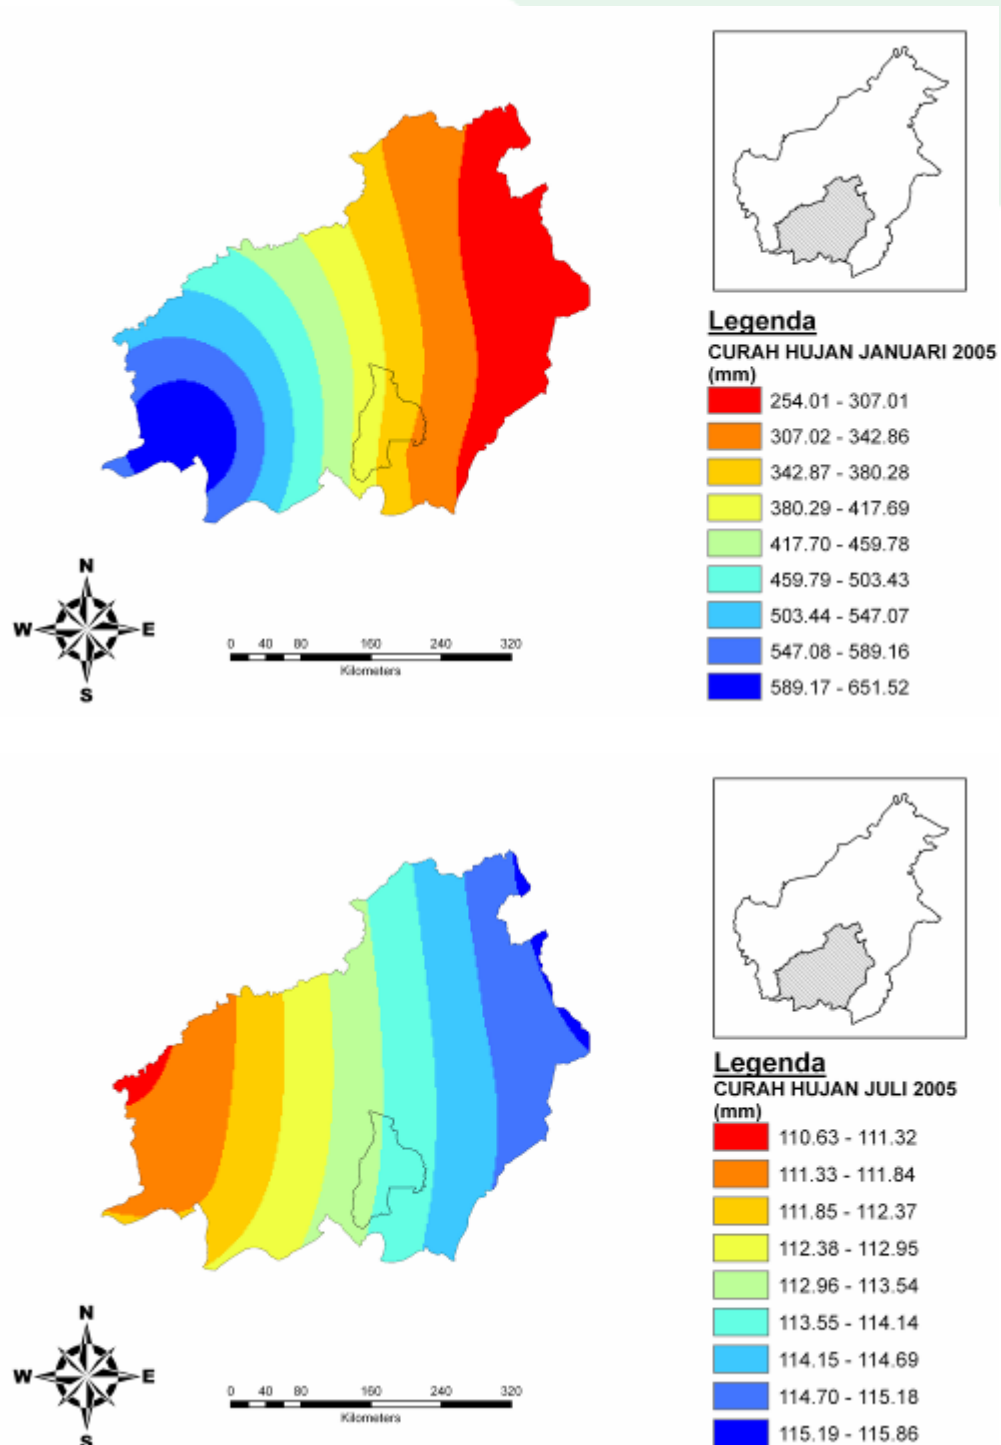 Legenda
CURAH HUJAN JANUARI 2005
(mm)
254.01 - 307.01
307.02 - 342.86
342.87 - 380.28
380.29 - 417.69
417.70 - 459.78
459.79 - 503.43
503.44 - 547.07
547.08 - 589.16
589.17 - 651.52
N
W E
S
0 40 80 160 240 320
Kilometers
Legenda
CURAH HUJAN JULI 2005
(mm)
110.63 - 111.32
111.33 - 111.84
111.85 - 112.37
112.38 - 112.95
112.96 - 113.54
113.55 - 114.14
114.15 - 114.69
114.70 - 115.18
115.19 - 115.86
N
W E
S
0 40 80 160 240 320
Kilometers